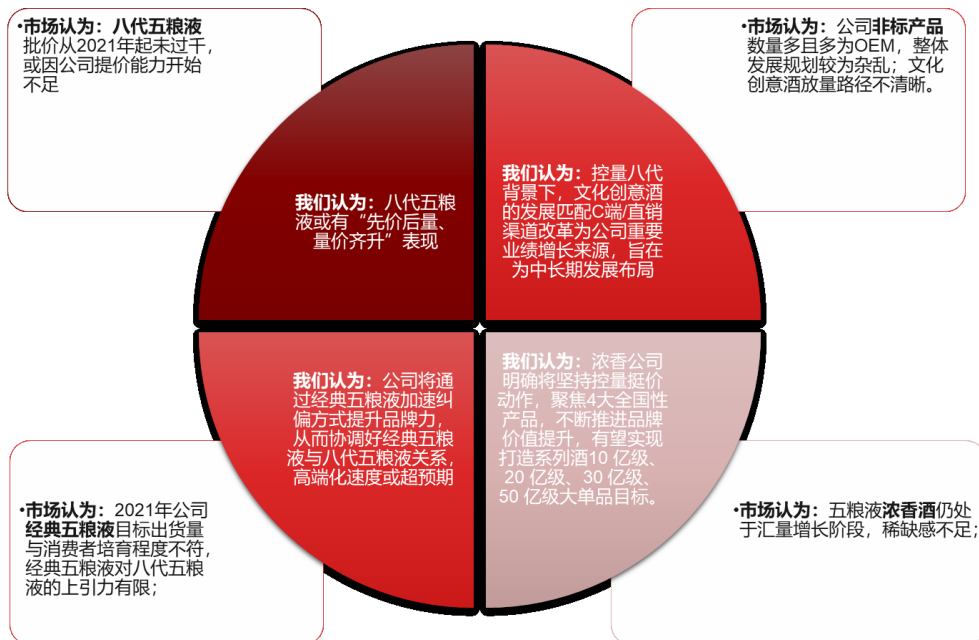 •市场认为：八代五粮液
批价从2021年起未过千，
或因公司提价能力开始
不足
•市场认为：公司非标产品
数量多且多为OEM，整体
发展规划较为杂乱；文化
创意酒放量路径不清晰。
我们认为：八代五粮
液或有“先价后量、
量价齐升”表现
我们认为：控量八代
背景下，文化创意酒
的发展匹配C端/直销
渠道改革为公司重要
业绩增长来源，旨在
为中长期发展布局
我们认为：公司将通
过经典五粮液加速纠
偏方式提升品牌力，
从而协调好经典五粮
液与八代五粮液关系，
高端化速度或超预期
我们认为：浓香公司
明确将坚持控量挺价
动作，聚焦4大全国性
产品，不断推进品牌
价值提升，有望实现
打造系列酒10 亿级、
20 亿级、30 亿级、
50 亿级大单品目标。
•市场认为：2021年公司
经典五粮液目标出货量
与消费者培育程度不符，
经典五粮液对八代五粮
液的上引力有限；
•市场认为：五粮液浓香酒仍处
于汇量增长阶段，稀缺感不足；